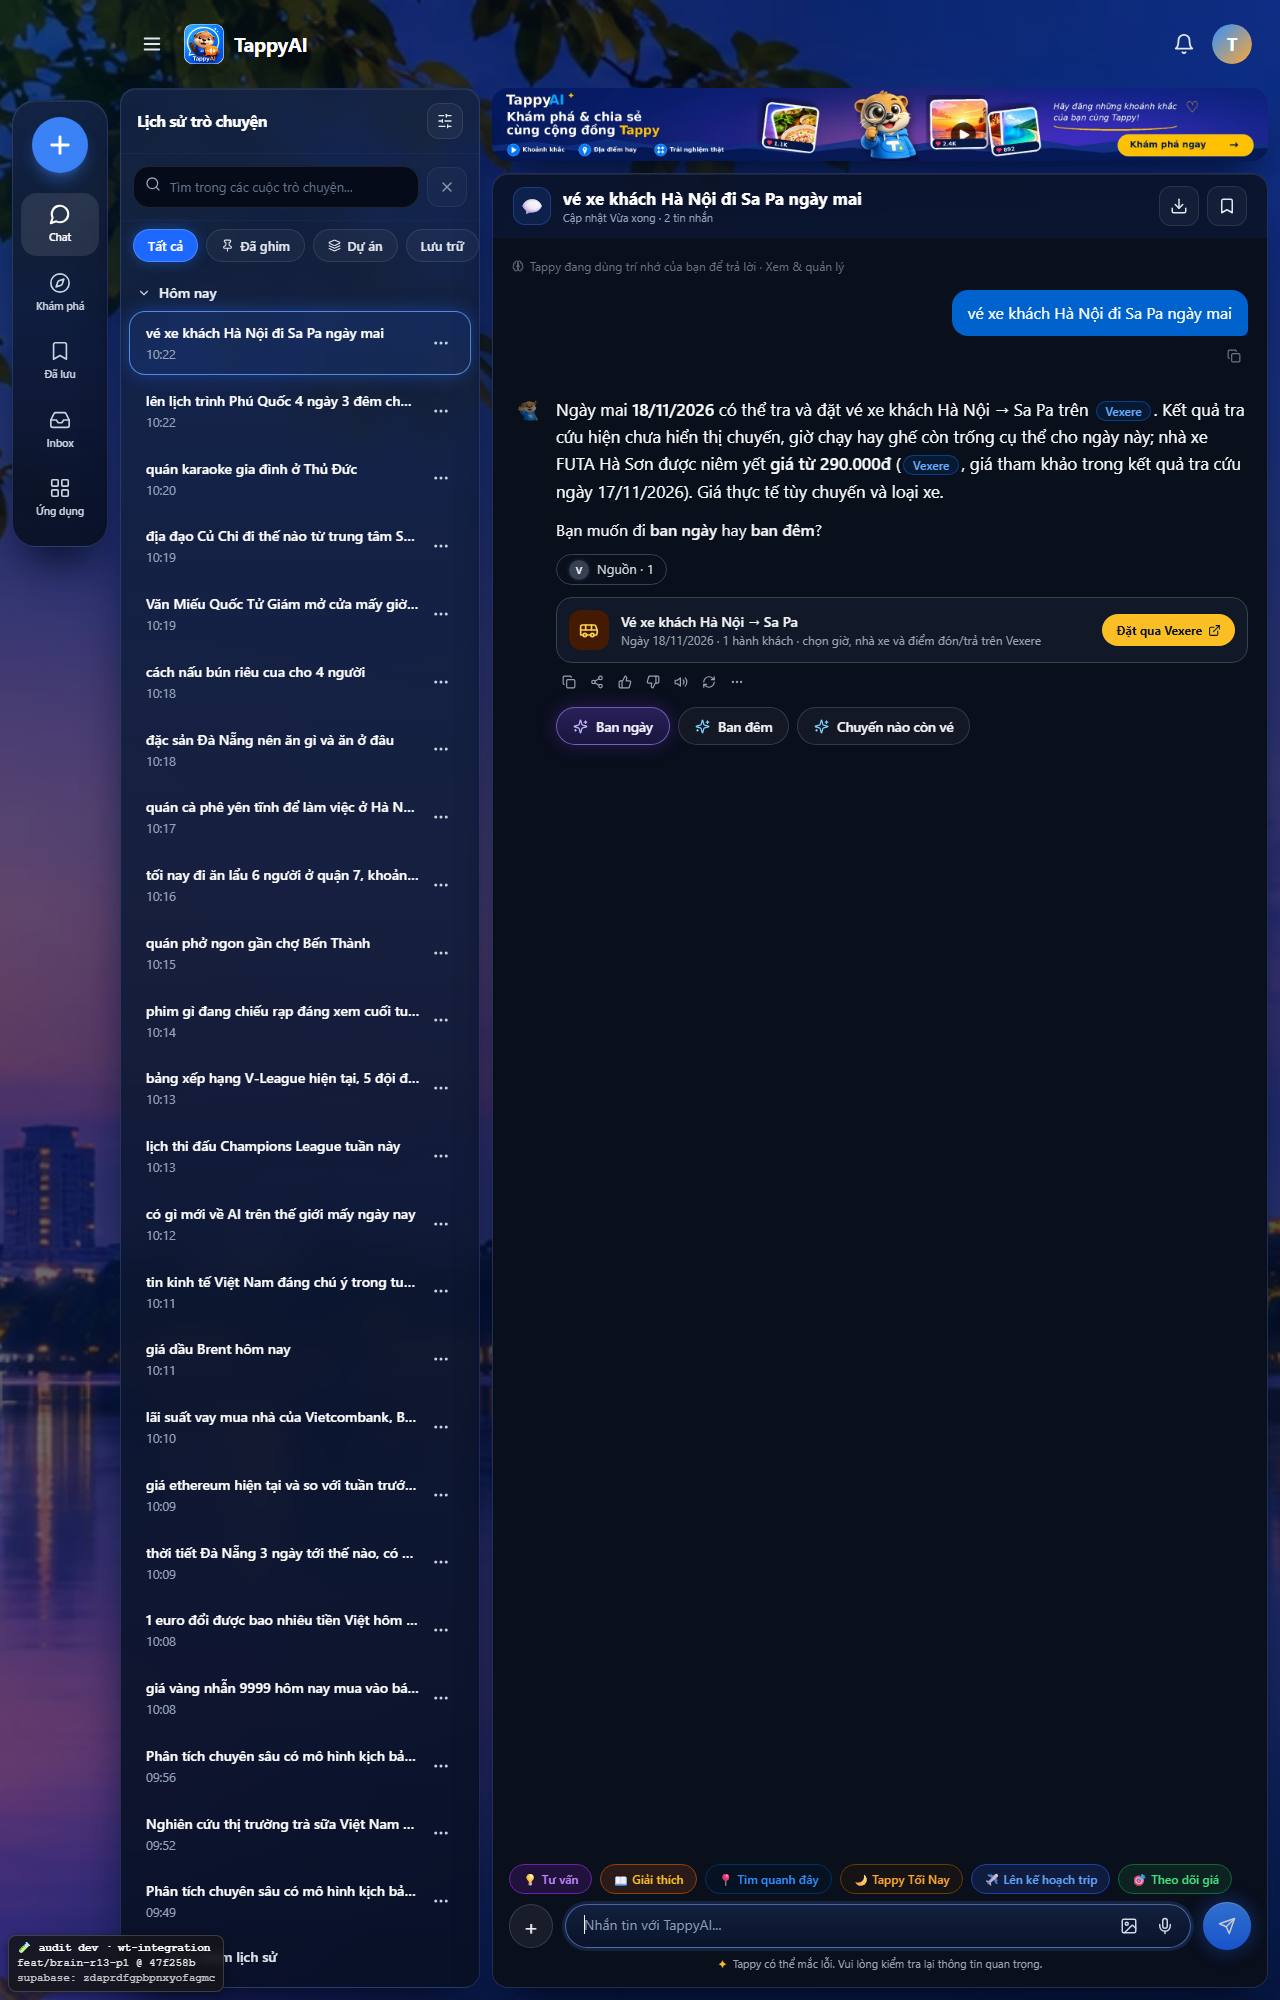 TappyAI
T
Chat
Khám phá
Đã lưu
Inbox
Ứng dụng
Lịch sử trò chuyện
Tìm trong các cuộc trò chuyện...
Tất cả
Đã ghim
Dự án
Lưu trữ
Hôm nay
vé xe khách Hà Nội đi Sa Pa ngày mai
10:22
lên lịch trình Phú Quốc 4 ngày 3 đêm ch...
10:22
quán karaoke gia đình ở Thủ Đức
10:20
địa đạo Củ Chi đi thế nào từ trung tâm S...
10:19
Văn Miếu Quốc Tử Giám mở cửa mấy giờ...
10:19
cách nấu bún riêu cua cho 4 người
10:18
đặc sản Đà Nẵng nên ăn gì và ăn ở đâu
10:18
quán cà phê yên tĩnh để làm việc ở Hà N...
10:17
tối nay đi ăn lẩu 6 người ở quận 7, khoản...
10:16
quán phở ngon gần chợ Bến Thành
10:15
phim gì đang chiếu rạp đáng xem cuối tu...
10:14
bảng xếp hạng V-League hiện tại, 5 đội đ...
10:13
lịch thi đấu Champions League tuần này
10:13
có gì mới về AI trên thế giới mấy ngày nay
10:12
tin kinh tế Việt Nam đáng chú ý trong tu...
10:11
giá dầu Brent hôm nay
10:11
lãi suất vay mua nhà của Vietcombank, B...
10:10
giá ethereum hiện tại và so với tuần trướ...
10:09
thời tiết Đà Nẵng 3 ngày tới thế nào, có ...
10:09
1 euro đổi được bao nhiêu tiền Việt hôm ...
10:08
giá vàng nhẫn 9999 hôm nay mua vào bá...
10:08
Phân tích chuyên sâu có mô hình kịch bả...
09:56
Nghiên cứu thị trường trà sữa Việt Nam ...
09:52
Phân tích chuyên sâu có mô hình kịch bả...
09:49
lịch sử
audit dev · wt-integration
feat/brain-r13-p1 @ 47f258b
supabase: zdaprdfgpbpnxyofagmc
TappyAI
Khám phá & chia sẻ
cùng cộng đồng Tappy
Khoảnh khắc
Địa điểm hay
Trải nghiệm thật
1.1K
2.4K
892
Hãy đăng những khoảnh khắc
của bạn cùng Tappy!
Khám phá ngay →
vé xe khách Hà Nội đi Sa Pa ngày mai
Cập nhật Vừa xong · 2 tin nhắn
Tappy đang dùng trí nhớ của bạn để trả lời · Xem & quản lý
vé xe khách Hà Nội đi Sa Pa ngày mai
Ngày mai 18/11/2026 có thể tra và đặt vé xe khách Hà Nội → Sa Pa trên Vexere. Kết quả tra
cứu hiện chưa hiển thị chuyến, giờ chạy hay ghế còn trống cụ thể cho ngày này; nhà xe
FUTA Hà Sơn được niêm yết giá từ 290.000đ (Vexere, giá tham khảo trong kết quả tra cứu
ngày 17/11/2026). Giá thực tế tùy chuyến và loại xe.
Bạn muốn đi ban ngày hay ban đêm?
V Nguồn · 1
Vé xe khách Hà Nội → Sa Pa
Ngày 18/11/2026 · 1 hành khách · chọn giờ, nhà xe và điểm đón/trả trên Vexere
Đặt qua Vexere
Ban ngày
Ban đêm
Chuyến nào còn vé
Tư vấn
Giải thích
Tìm quanh đây
Tappy Tối Nay
Lên kế hoạch trip
Theo dõi giá
Nhắn tin với TappyAI...
Tappy có thể mắc lỗi. Vui lòng kiểm tra lại thông tin quan trọng.